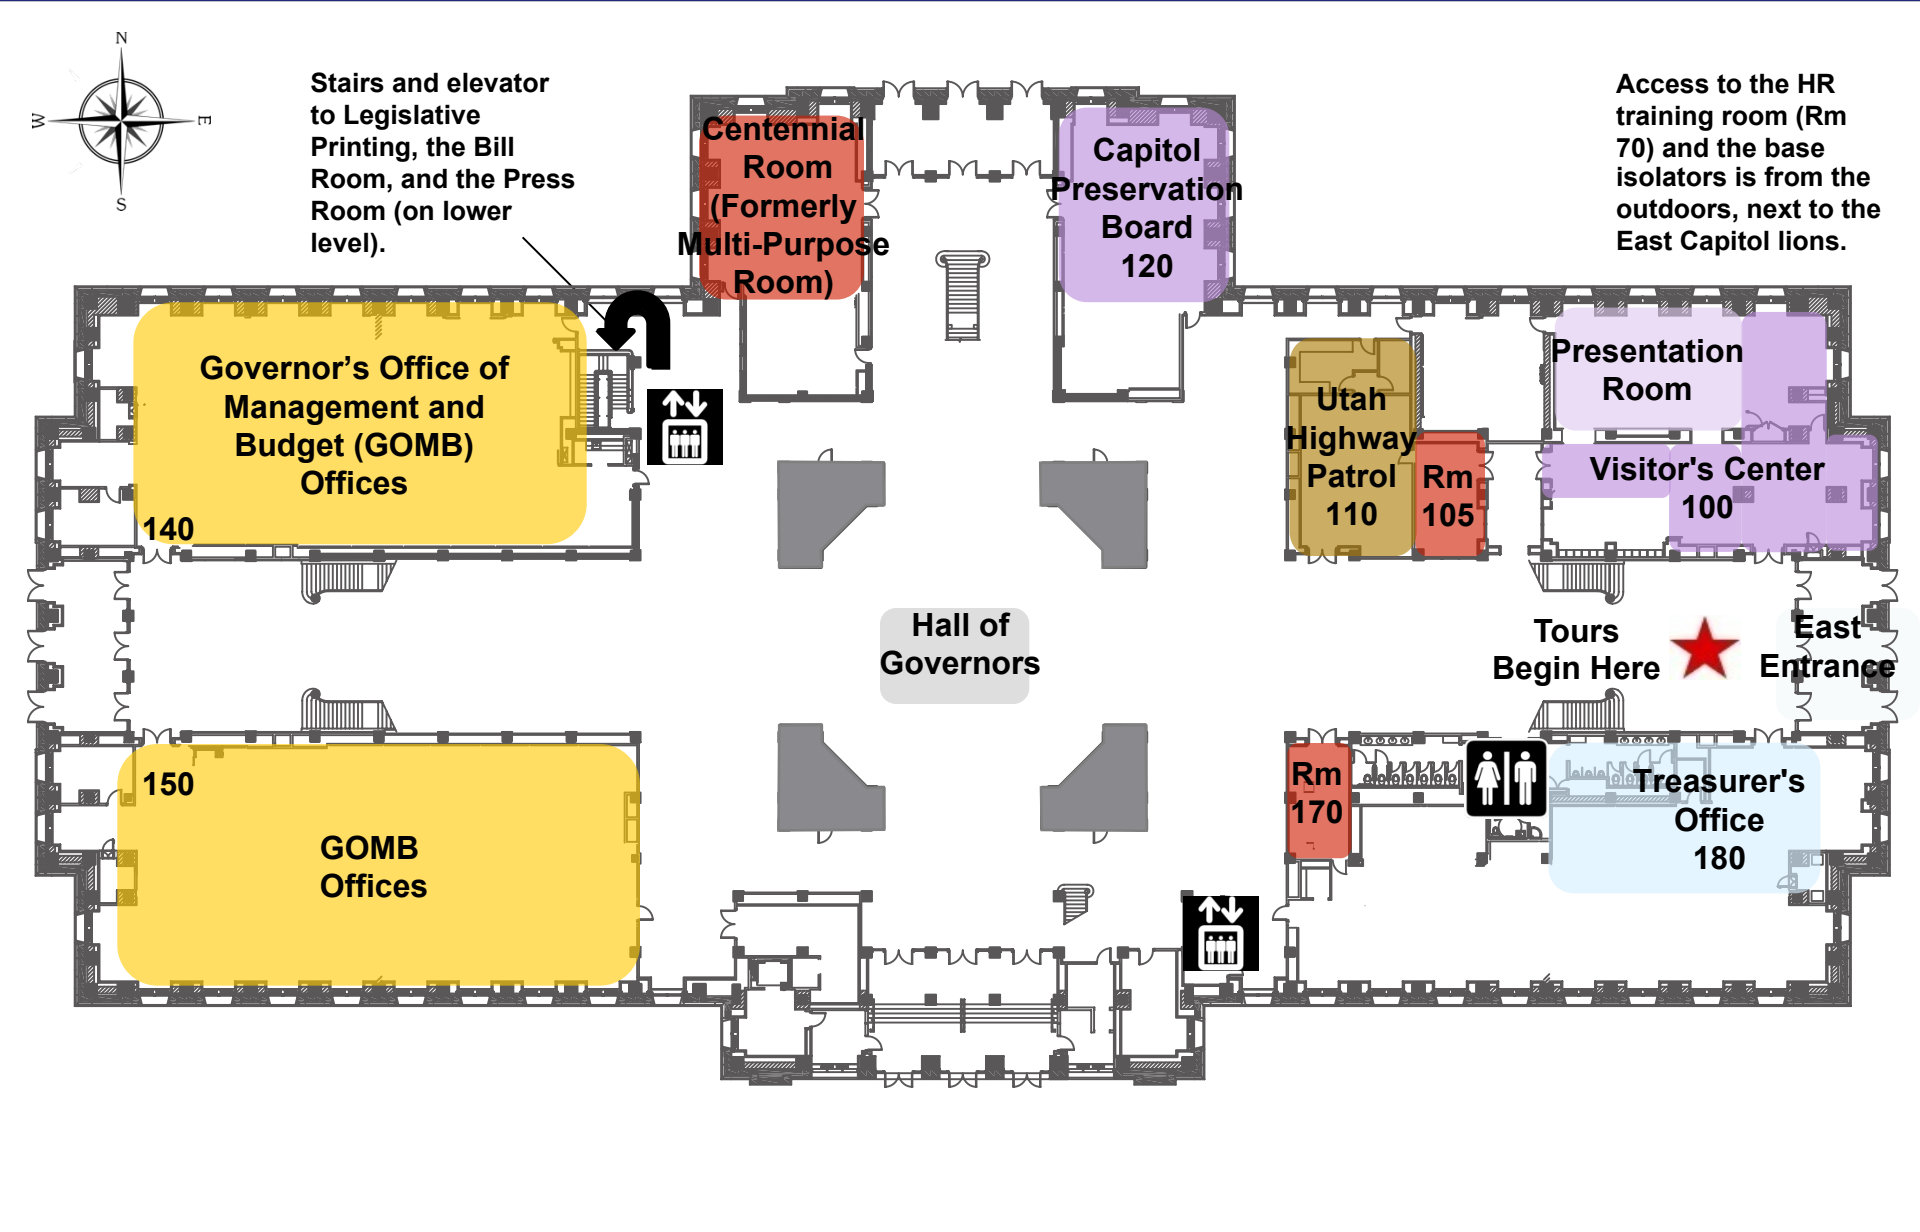 N
W
E
S
Stairs and elevator
to Legislative
Printing, the Bill
Room, and the Press
Room (on lower
level).
Centennial
Room
(Formerly
Multi-Purpose
Room)
Capitol
Preservation
Board
120
Access to the HR
training room (Rm
70) and the base
isolators is from the
outdoors, next to the
East Capitol lions.
Governor’s Office of
Management and
Budget (GOMB)
Offices
140
Utah
Highway
Patrol
110
Rm
105
Presentation
Room
Visitor's Center
100
Hall of
Governors
Tours
Begin Here
East
Entrance
150
GOMB
Offices
Rm
170
Treasurer's
Office
180